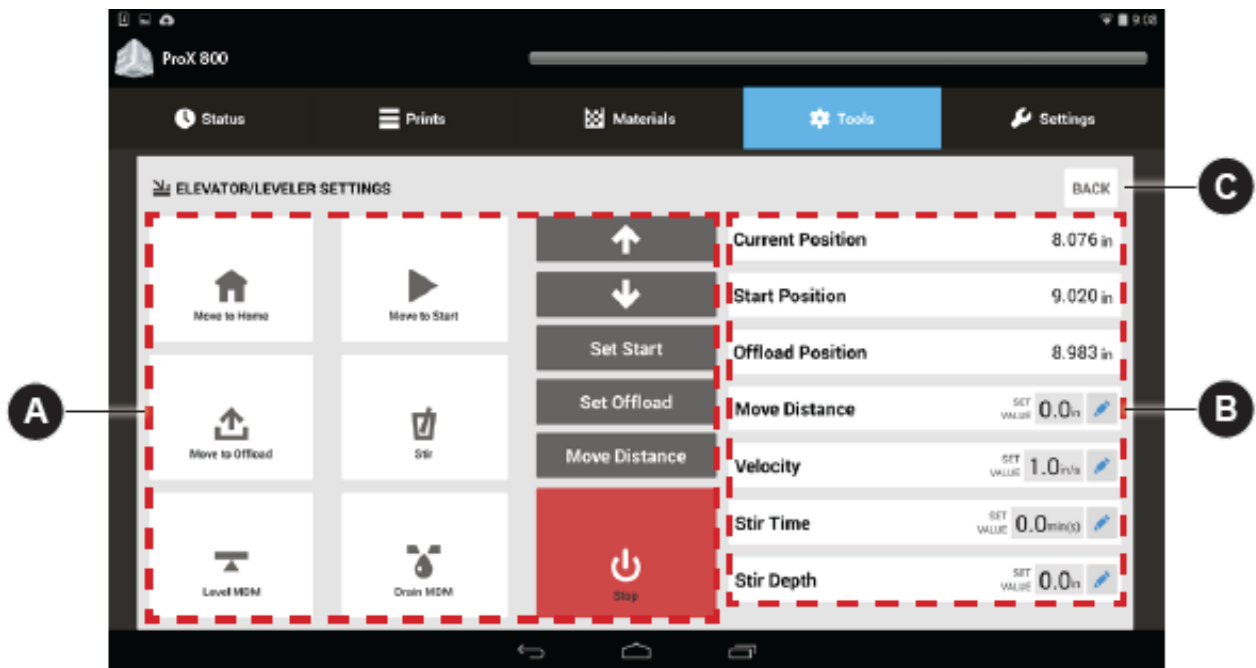 9:08
ProX 800
Status
Prints
Materials
Tools
Settings
ELEVATOR/LEVELER SETTINGS
BACK
C
A
Move to Home
Move to Start
Move to Offload
Stir
Level MDM
Drain MDM
Set Start
Set Offload
Move Distance
Stop
Current Position 8.076 in
Start Position 9.020 in
Offload Position 8.983 in
Move Distance SET VALUE 0.0in
Velocity SET VALUE 1.0in/s
Stir Time SET VALUE 0.0min(s)
Stir Depth SET VALUE 0.0in
B